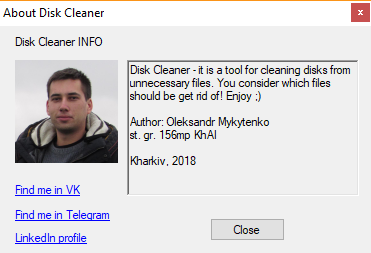 About Disk Cleaner
x
Disk Cleaner INFO
Disk Cleaner - it is a tool for cleaning disks from
unnecessary files. You consider which files
should be get rid of! Enjoy ;)
Author: Oleksandr Mykytenko
st. gr. 156mp KhAI
Kharkiv, 2018
Find me in VK
Find me in Telegram
LinkedIn profile
Close